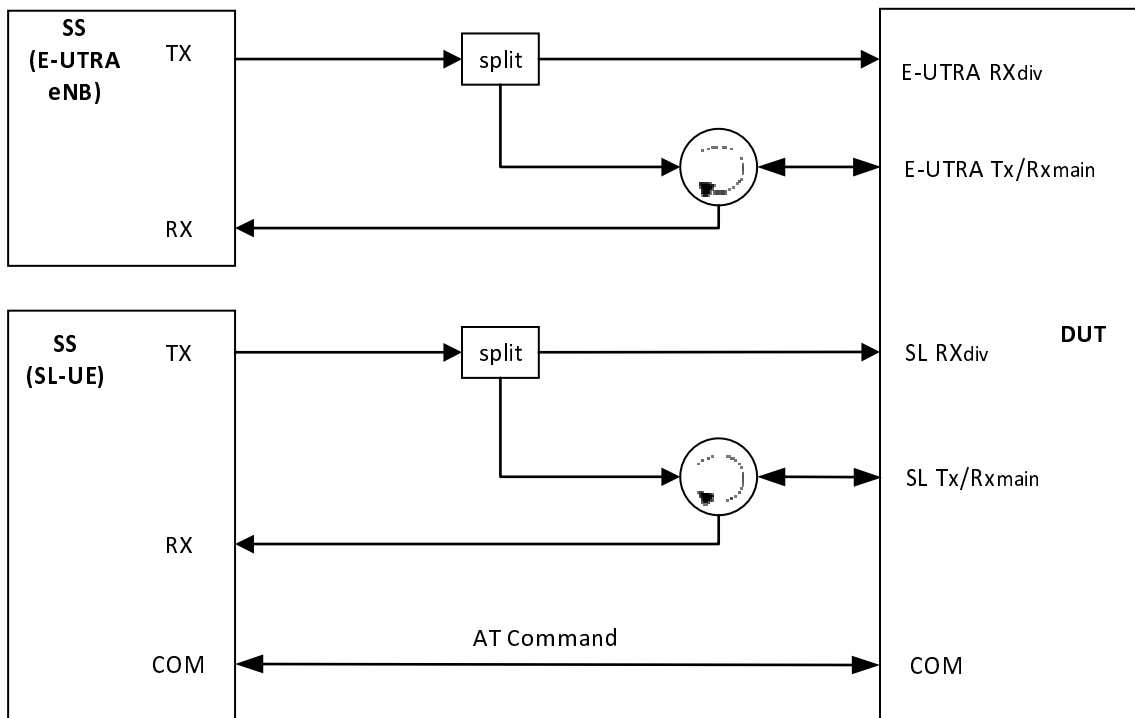 SS
(E-UTRA
eNB)
TX
RX
split
E-UTRA RXdiv
E-UTRA Tx/Rxmain
SS
(SL-UE)
TX
RX
COM
split
SL RXdiv
SL Tx/Rxmain
DUT
AT Command
COM